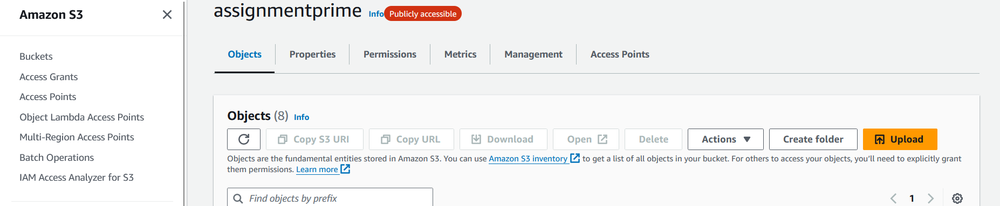 Amazon S3
Buckets
Access Grants
Access Points
Object Lambda Access Points
Multi-Region Access Points
Batch Operations
IAM Access Analyzer for S3
assignmentprime Info Publicly accessible
Objects Properties Permissions Metrics Management Access Points
Objects (8) Info
Copy S3 URI Copy URL Download Open Delete Actions Create folder Upload
Objects are the fundamental entities stored in Amazon S3. You can use Amazon S3 inventory to get a list of all objects in your bucket. For others to access your objects, you'll need to explicitly grant
them permissions. Learn more
Find objects by prefix 1